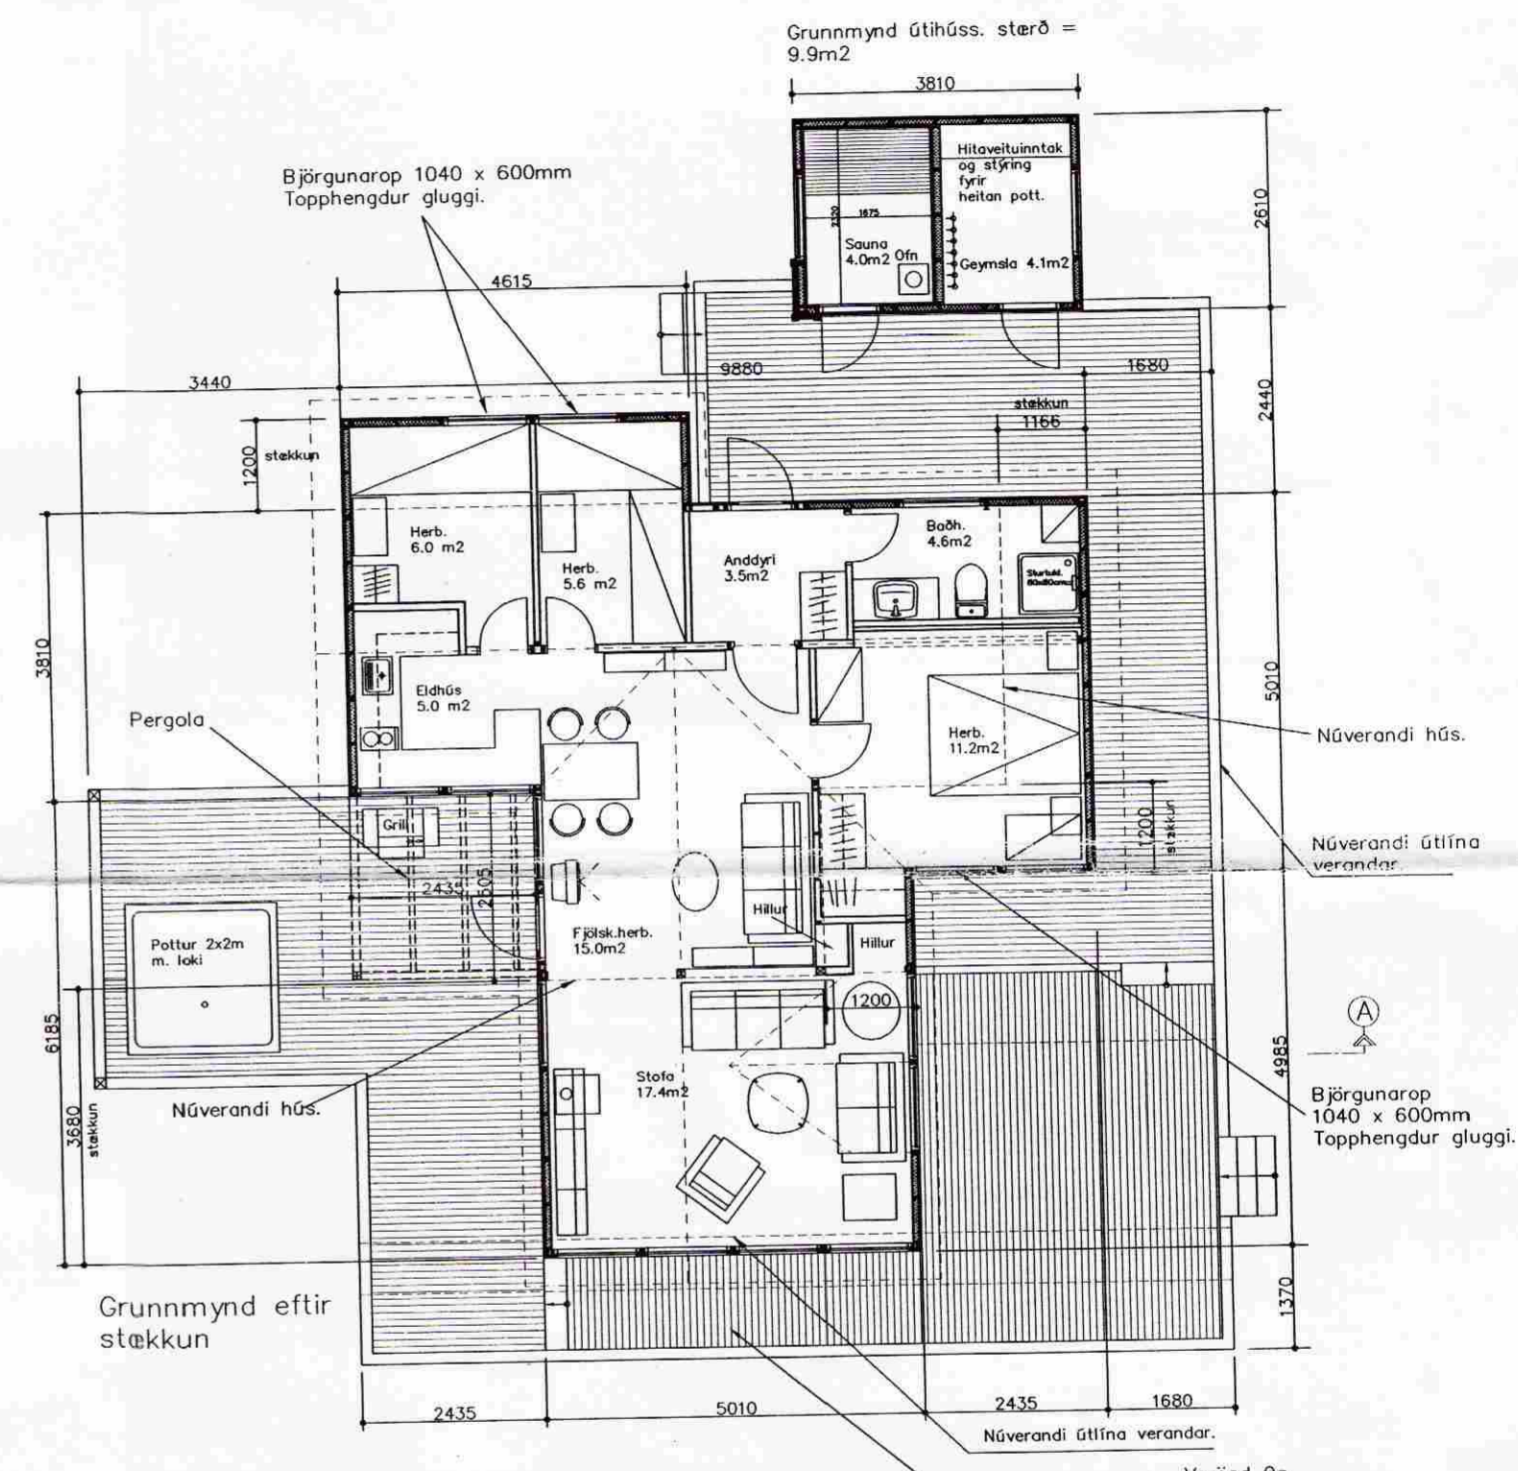 Grunnmynd útihúss. stærð =
9.9m2
3810
Björgunarop 1040 x 600mm
Topphengdur gluggi.
Hitaveituinntak
og stýring
fyrir
heitan pott.
2610
2320
1675
Sauna
4.0m2
Ofn
Geymsla 4.1m2
4615
3440
9880
1680
2440
stækkun
1166
1200
stækkun
Herb.
6.0 m2
Herb.
5.6 m2
Anddyri
3.5m2
Baðh.
4.6m2
Sturtukl.
80x80cm
3810
5010
Eldhús
5.0 m2
Pergola
Herb.
11.2m2
Núverandi hús.
Grill
1200
stækkun
Núverandi útlína
verandar.
2435
2505
Hillur
Hillur
Pottur 2x2m
m. loki
Fjölsk.herb.
15.0m2
1200
A
6185
4985
Stofa
17.4m2
Núverandi hús.
3680
stækkun
Björgunarop
1040 x 600mm
Topphengdur gluggi.
Grunnmynd eftir
stækkun
1370
2435
5010
2435
1680
Núverandi útlína verandar.